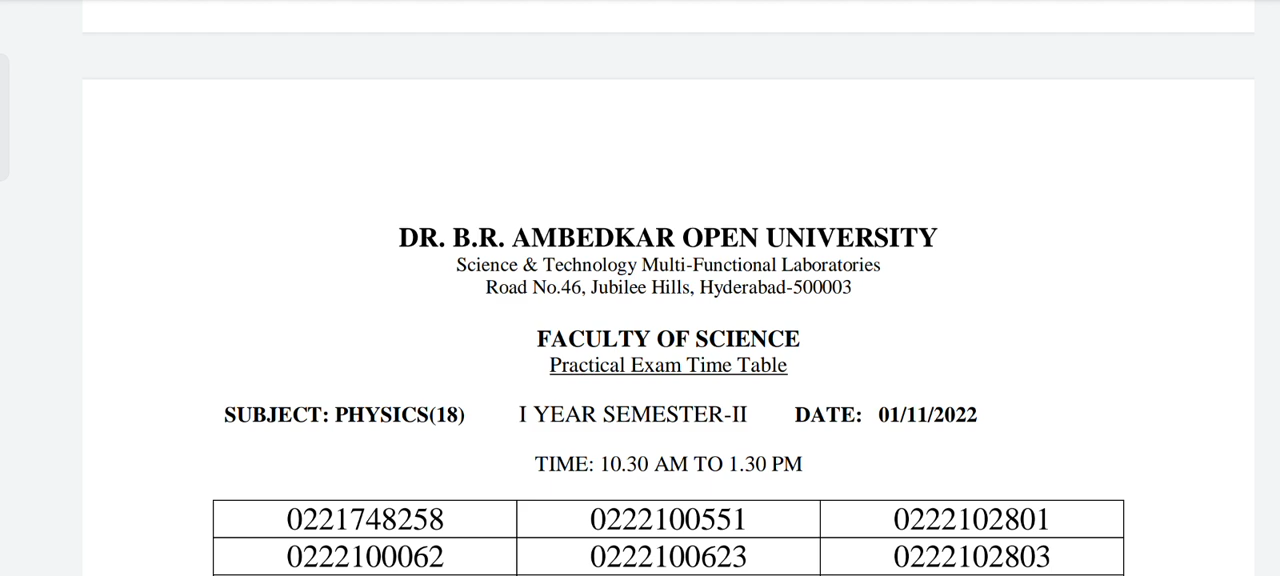 DR. B.R. AMBEDKAR OPEN UNIVERSITY
Science & Technology Multi-Functional Laboratories
Road No.46, Jubilee Hills, Hyderabad-500003
FACULTY OF SCIENCE
Practical Exam Time Table
SUBJECT: PHYSICS(18) I YEAR SEMESTER-II DATE: 01/11/2022
TIME: 10.30 AM TO 1.30 PM
0221748258 0222100551 0222102801
0222100062 0222100623 0222102803